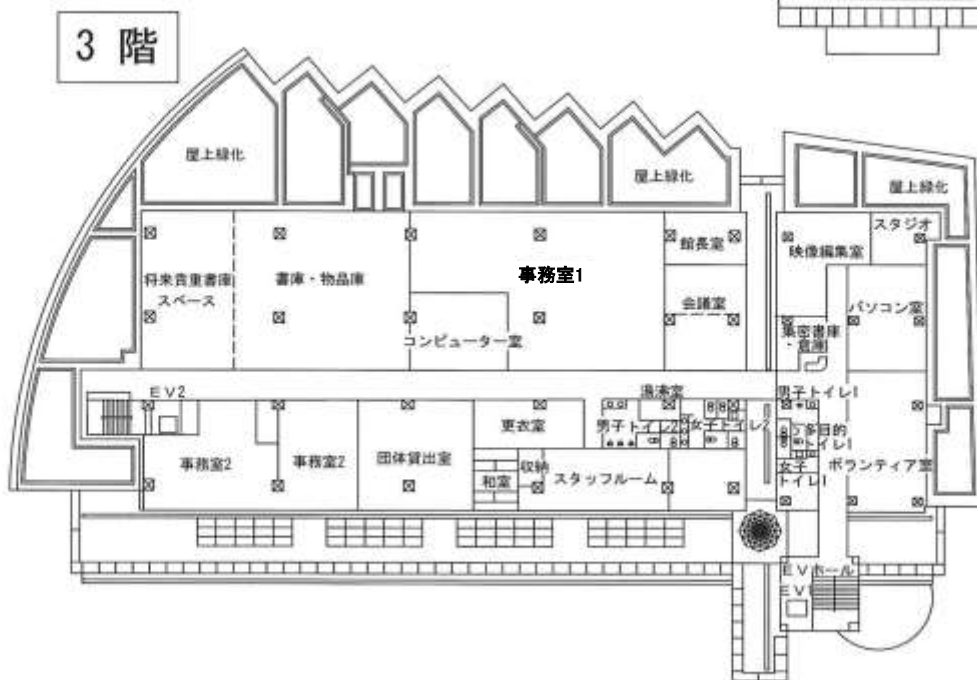 3 階
屋上緑化
屋上緑化
屋上緑化
スタジオ
館長室
映像編集室
将来貴重書庫
スペース
書庫・物品庫
事務室1
会議室
パソコン室
コンピューター室
集密書庫
・倉庫
EV2
湯沸室
男子トイレ1
更衣室
男子トイレ2
女子トイレ2
多目的
トイレ1
事務室2
事務室2
団体貸出室
収納
和室
スタッフルーム
女子
トイレ1
ボランティア室
EVホール
EV1